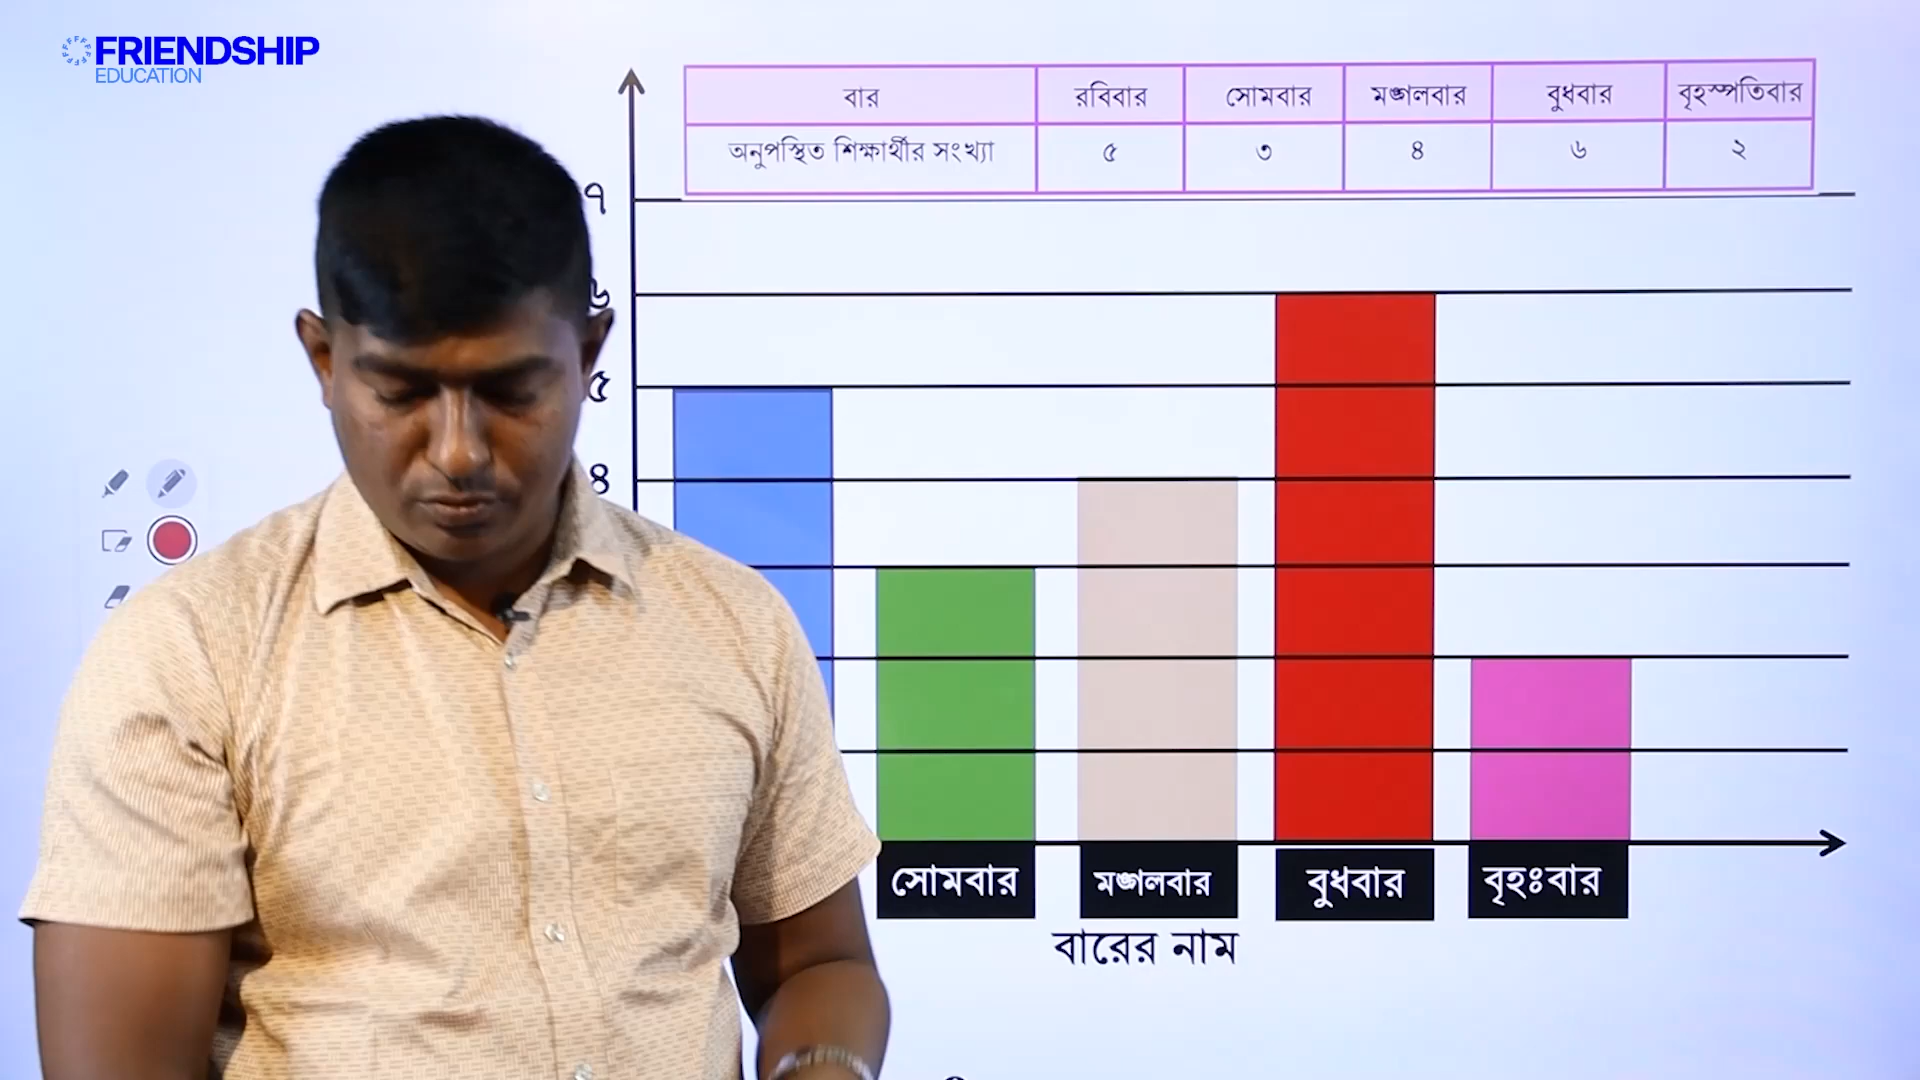 FRIENDSHIP
EDUCATION
বার রবিবার সোমবার মঙ্গলবার বুধবার বৃহস্পতিবার
অনুপস্থিত শিক্ষার্থীর সংখ্যা ৫ ৩ ৪ ৬ ২
৭
৬
৫
৪
সোমবার মঙ্গলবার বুধবার বৃহঃবার
বারের নাম